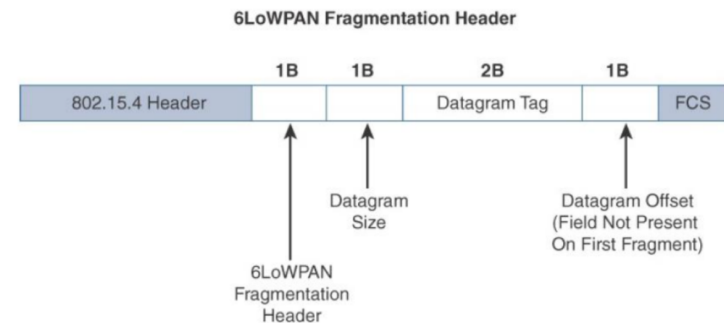 6LoWPAN Fragmentation Header
1B 1B 2B 1B
802.15.4 Header Datagram Tag FCS
Datagram
Size
Datagram Offset
(Field Not Present
On First Fragment)
6LoWPAN
Fragmentation
Header